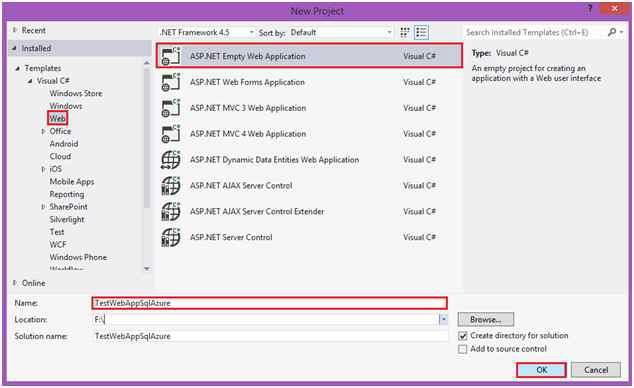 New Project
? ×
▷ Recent
.NET Framework 4.5
Sort by: Default
Search Installed Templates (Ctrl+E)
◢ Installed
◢ Templates
◢ Visual C#
Windows Store
Windows
Web
▷ Office
Android
Cloud
▷ iOS
Mobile Apps
Reporting
▷ SharePoint
Silverlight
Test
WCF
Windows Phone
Workflow
▷ Online
ASP.NET Empty Web Application Visual C#
ASP.NET Web Forms Application Visual C#
ASP.NET MVC 3 Web Application Visual C#
ASP.NET MVC 4 Web Application Visual C#
ASP.NET Dynamic Data Entities Web Application Visual C#
ASP.NET AJAX Server Control Visual C#
ASP.NET AJAX Server Control Extender Visual C#
ASP.NET Server Control Visual C#
Type: Visual C#
An empty project for creating an
application with a Web user interface
Name: TestWebAppSqlAzure
Location: F:\
Browse...
Solution name: TestWebAppSqlAzure
Create directory for solution
Add to source control
OK
Cancel